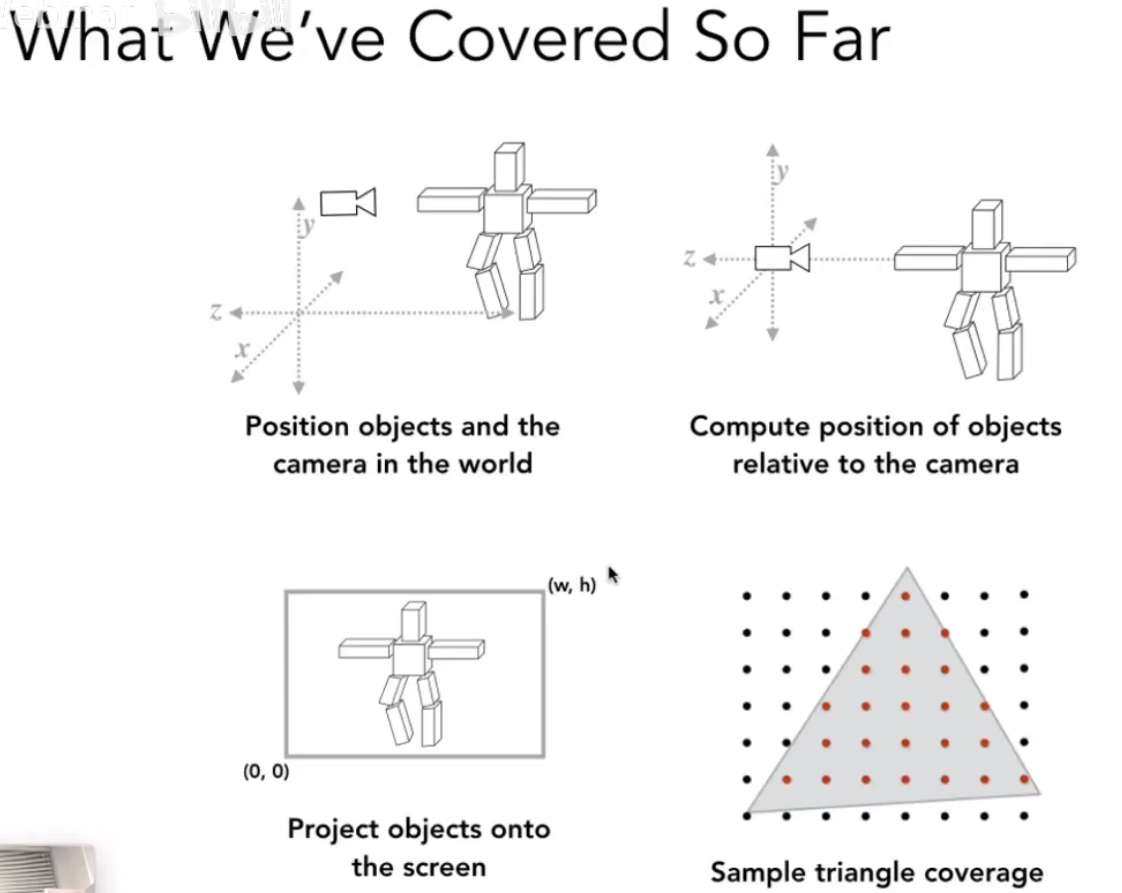 What We've Covered So Far
y
z
x
Position objects and the
camera in the world
y
z
x
Compute position of objects
relative to the camera
(w, h)
(0, 0)
Project objects onto
the screen
Sample triangle coverage